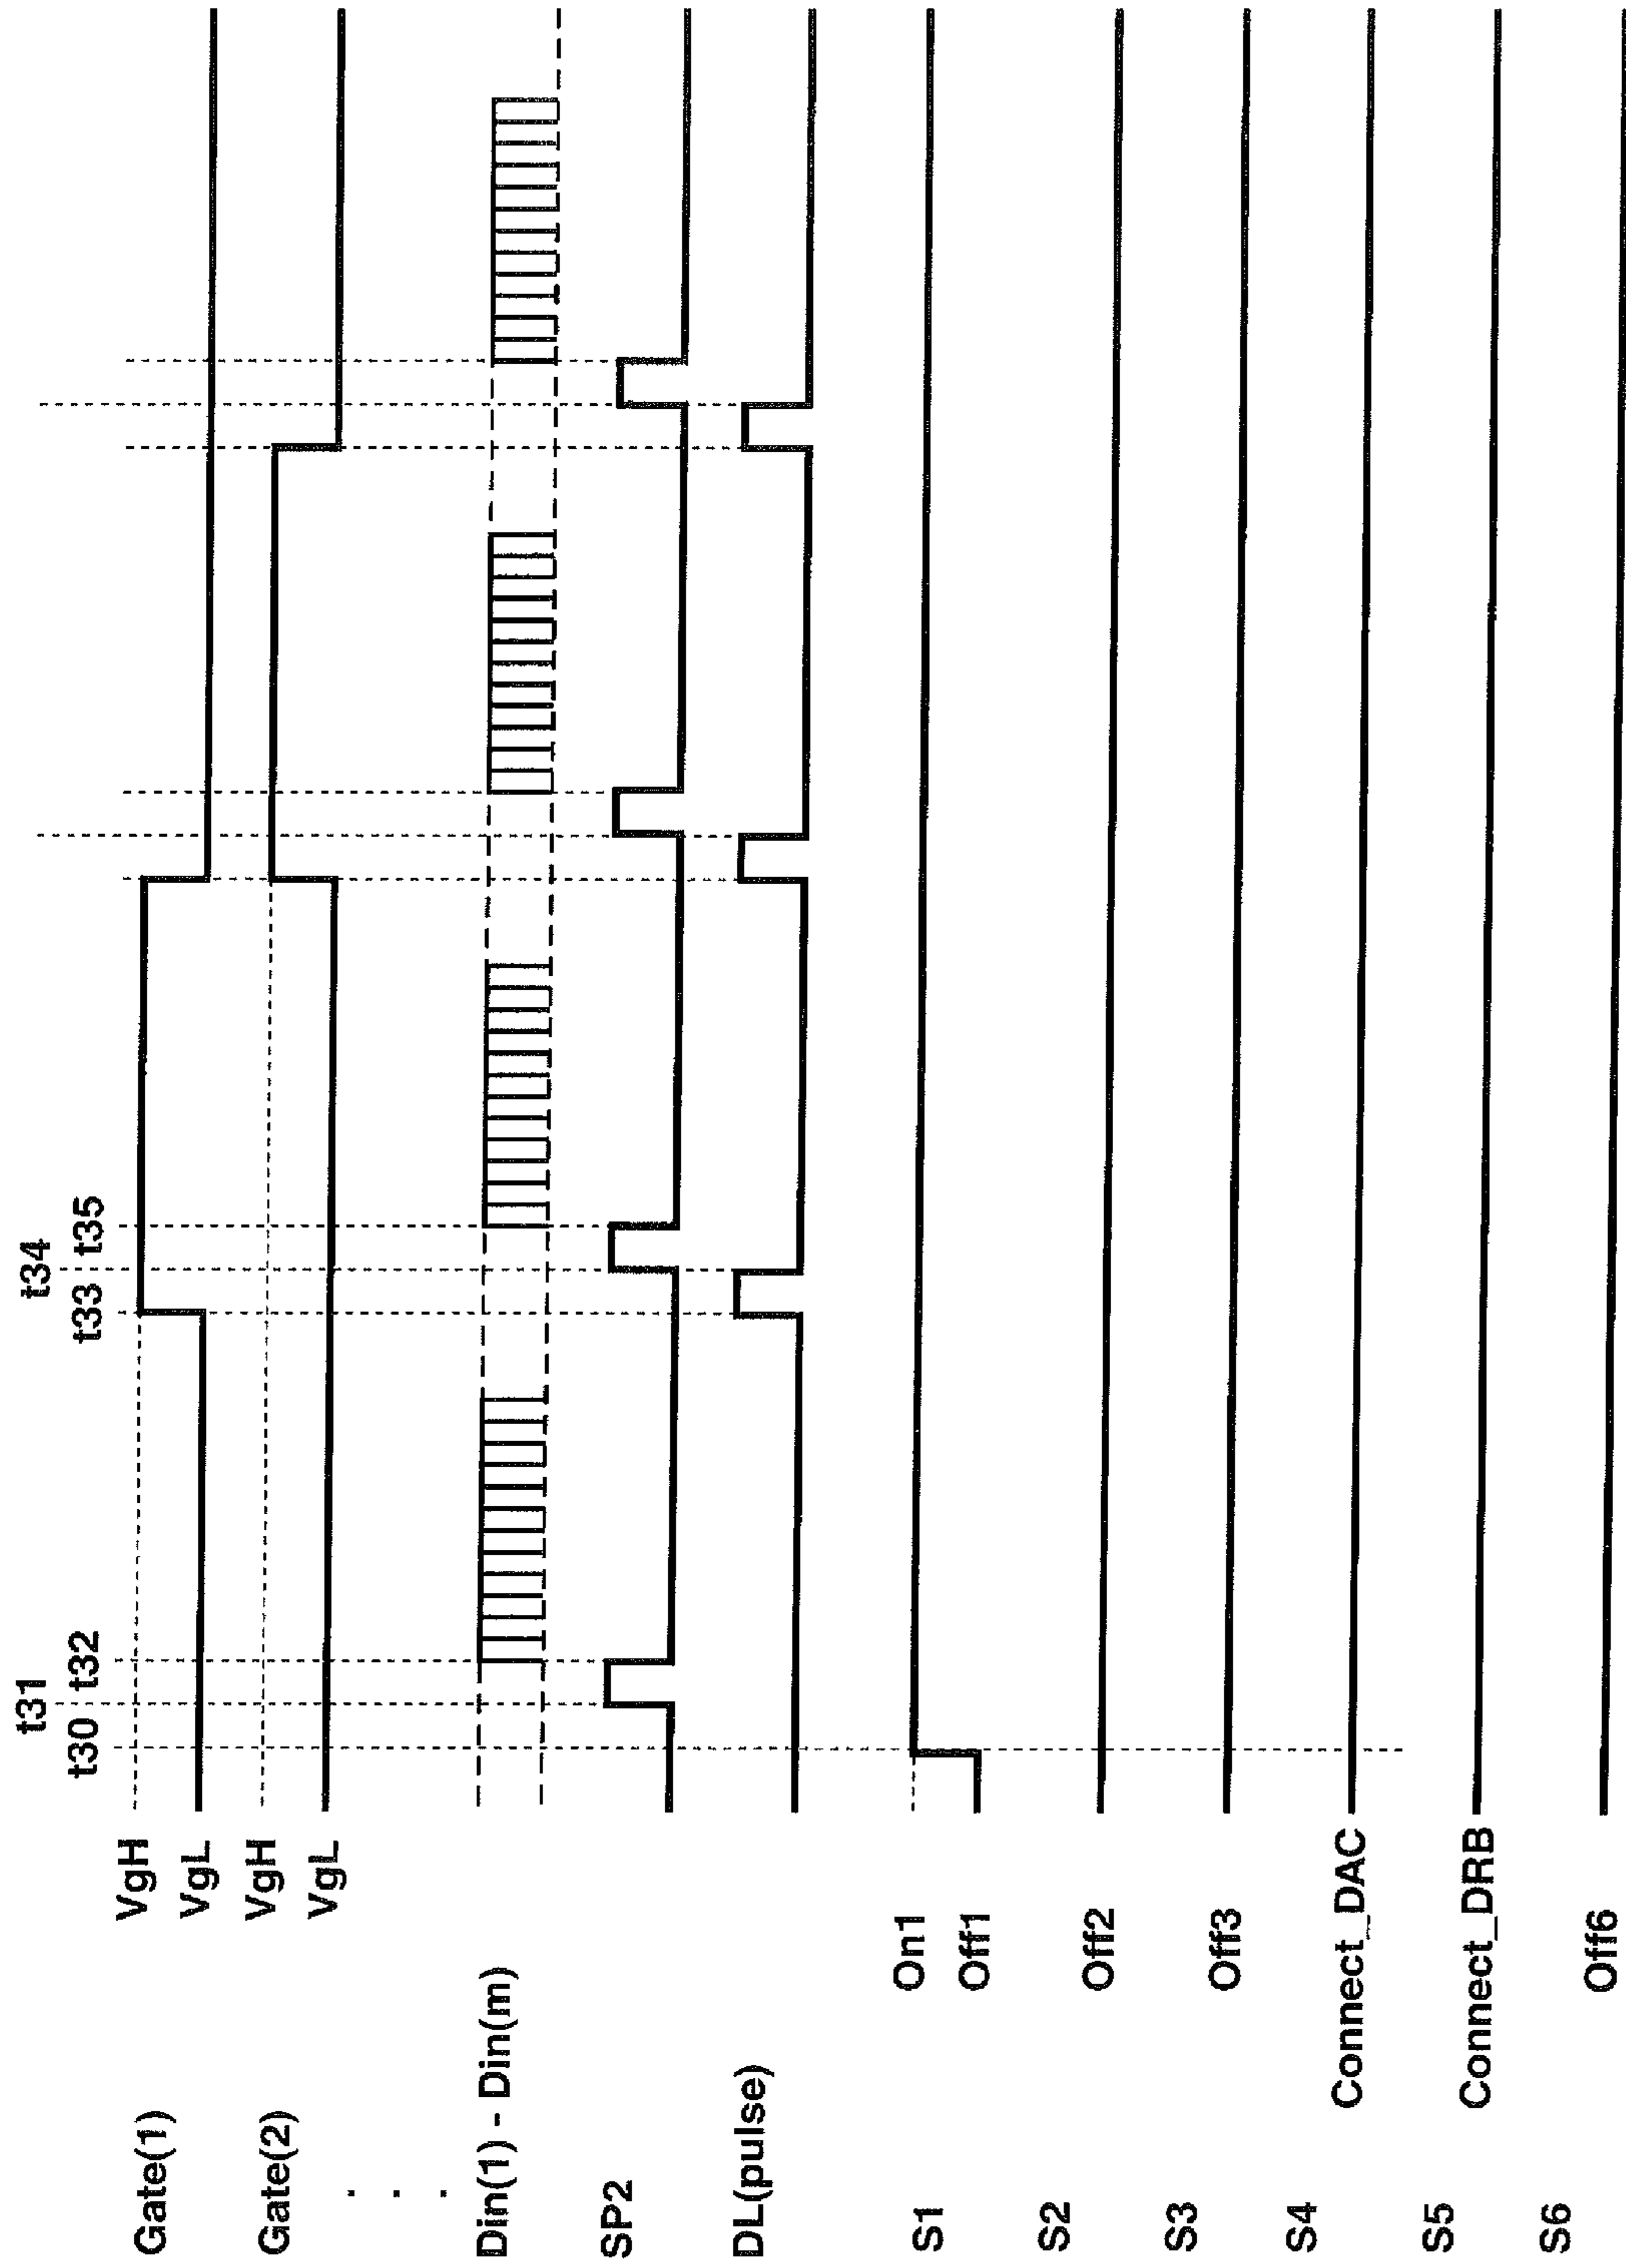 t31
t34
t30 t32
t33 t35
Gate(1)
VgH
VgL
Gate(2)
VgH
VgL
Din(1) - Din(m)
SP2
DL(pulse)
S1
On1
Off1
S2
Off2
S3
Off3
S4
Connect_DAC
S5
Connect_DRB
S6
Off6